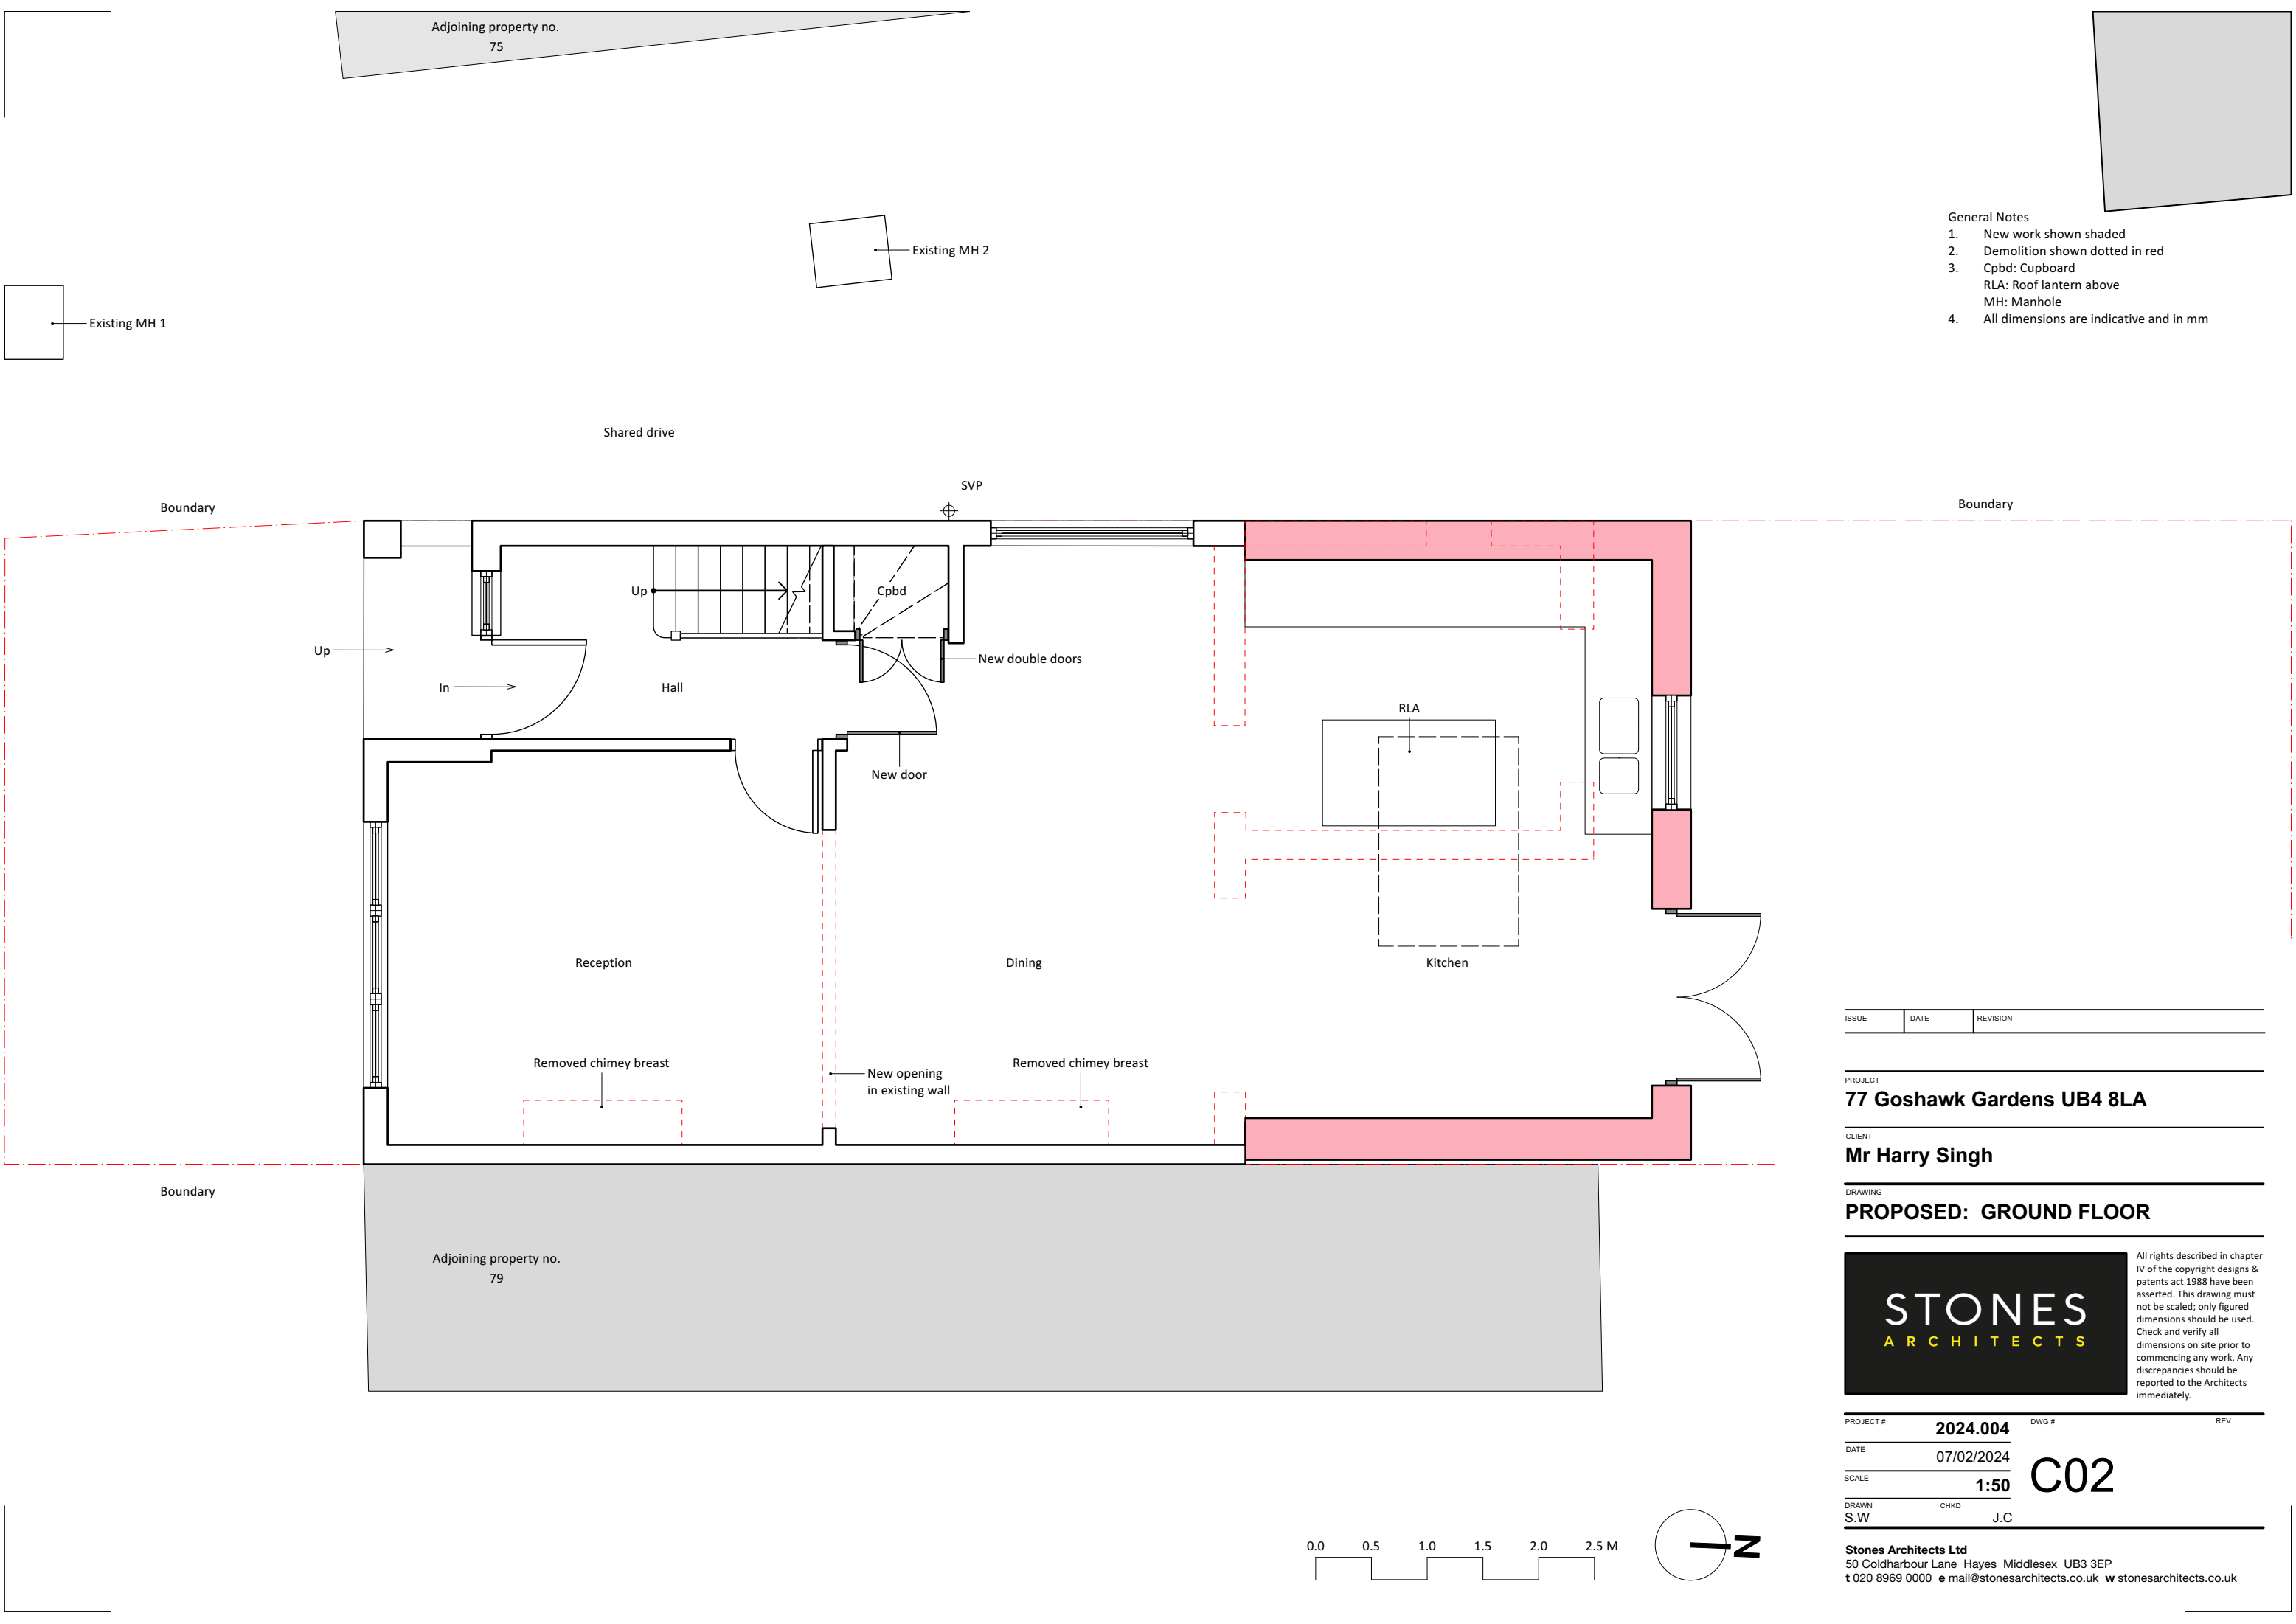 Adjoining property no.
75
General Notes
1. New work shown shaded
2. Demolition shown dotted in red
3. Cpbd: Cupboard
RLA: Roof lantern above
MH: Manhole
4. All dimensions are indicative and in mm
Existing MH 2
Existing MH 1
Shared drive
SVP
Boundary
Boundary
Up
Cpbd
Up
New double doors
In
Hall
RLA
New door
Reception
Dining
Kitchen
Removed chimey breast
New opening
in existing wall
Removed chimey breast
Boundary
Adjoining property no.
79
0.0 0.5 1.0 1.5 2.0 2.5 M
N
ISSUE DATE REVISION
PROJECT
77 Goshawk Gardens UB4 8LA
CLIENT
Mr Harry Singh
DRAWING
PROPOSED: GROUND FLOOR
STONES
ARCHITECTS
All rights described in chapter
IV of the copyright designs &
patents act 1988 have been
asserted. This drawing must
not be scaled; only figured
dimensions should be used.
Check and verify all
dimensions on site prior to
commencing any work. Any
discrepancies should be
reported to the Architects
immediately.
PROJECT # 2024.004
DWG # REV
DATE 07/02/2024
C02
SCALE 1:50
DRAWN CHKD
S.W J.C
Stones Architects Ltd
50 Coldharbour Lane Hayes Middlesex UB3 3EP
t 020 8969 0000 e mail@stonesarchitects.co.uk w stonesarchitects.co.uk